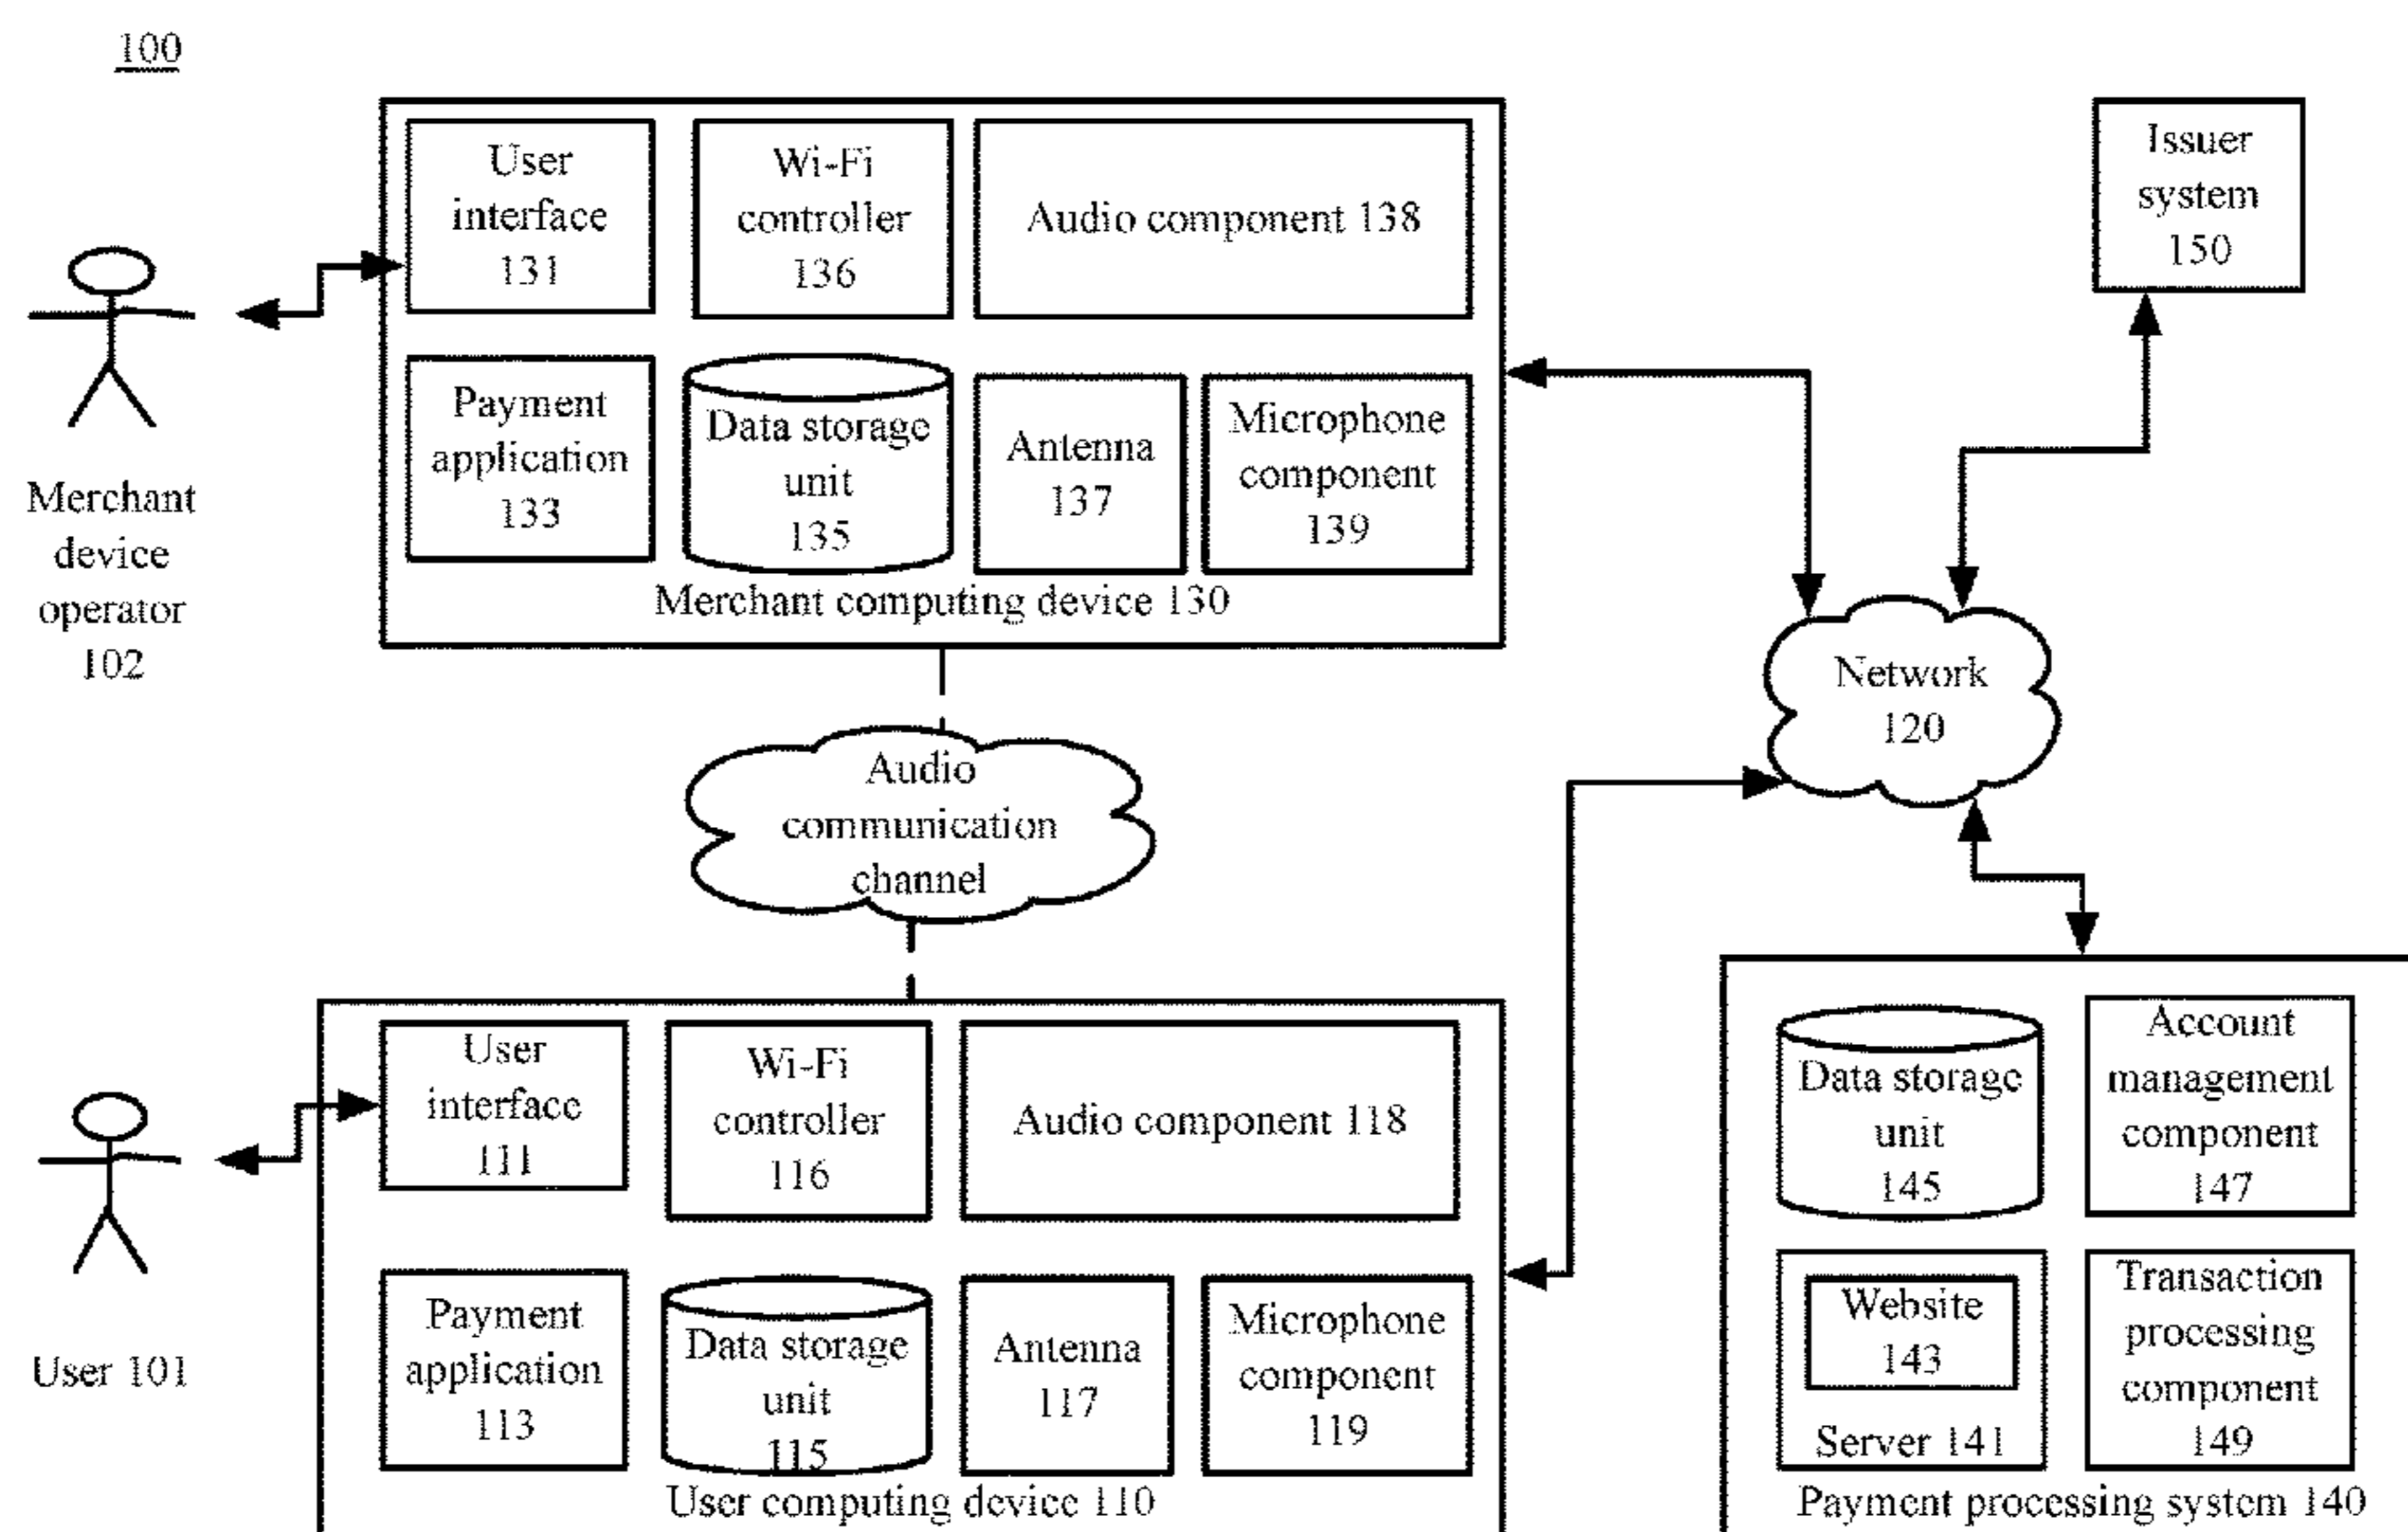 100
User
interface
131
Wi-Fi
controller
136
Audio component 138
Payment
application
133
Data storage
unit
135
Antenna
137
Microphone
component
139
Merchant computing device 130
Merchant
device
operator
102
Issuer
system
150
Network
120
Audio
communication
channel
User
interface
111
Wi-Fi
controller
116
Audio component 118
Payment
application
113
Data storage
unit
115
Antenna
117
Microphone
component
119
User computing device 110
User 101
Data storage
unit
145
Account
management
component
147
Website
143
Server 141
Transaction
processing
component
149
Payment processing system 140